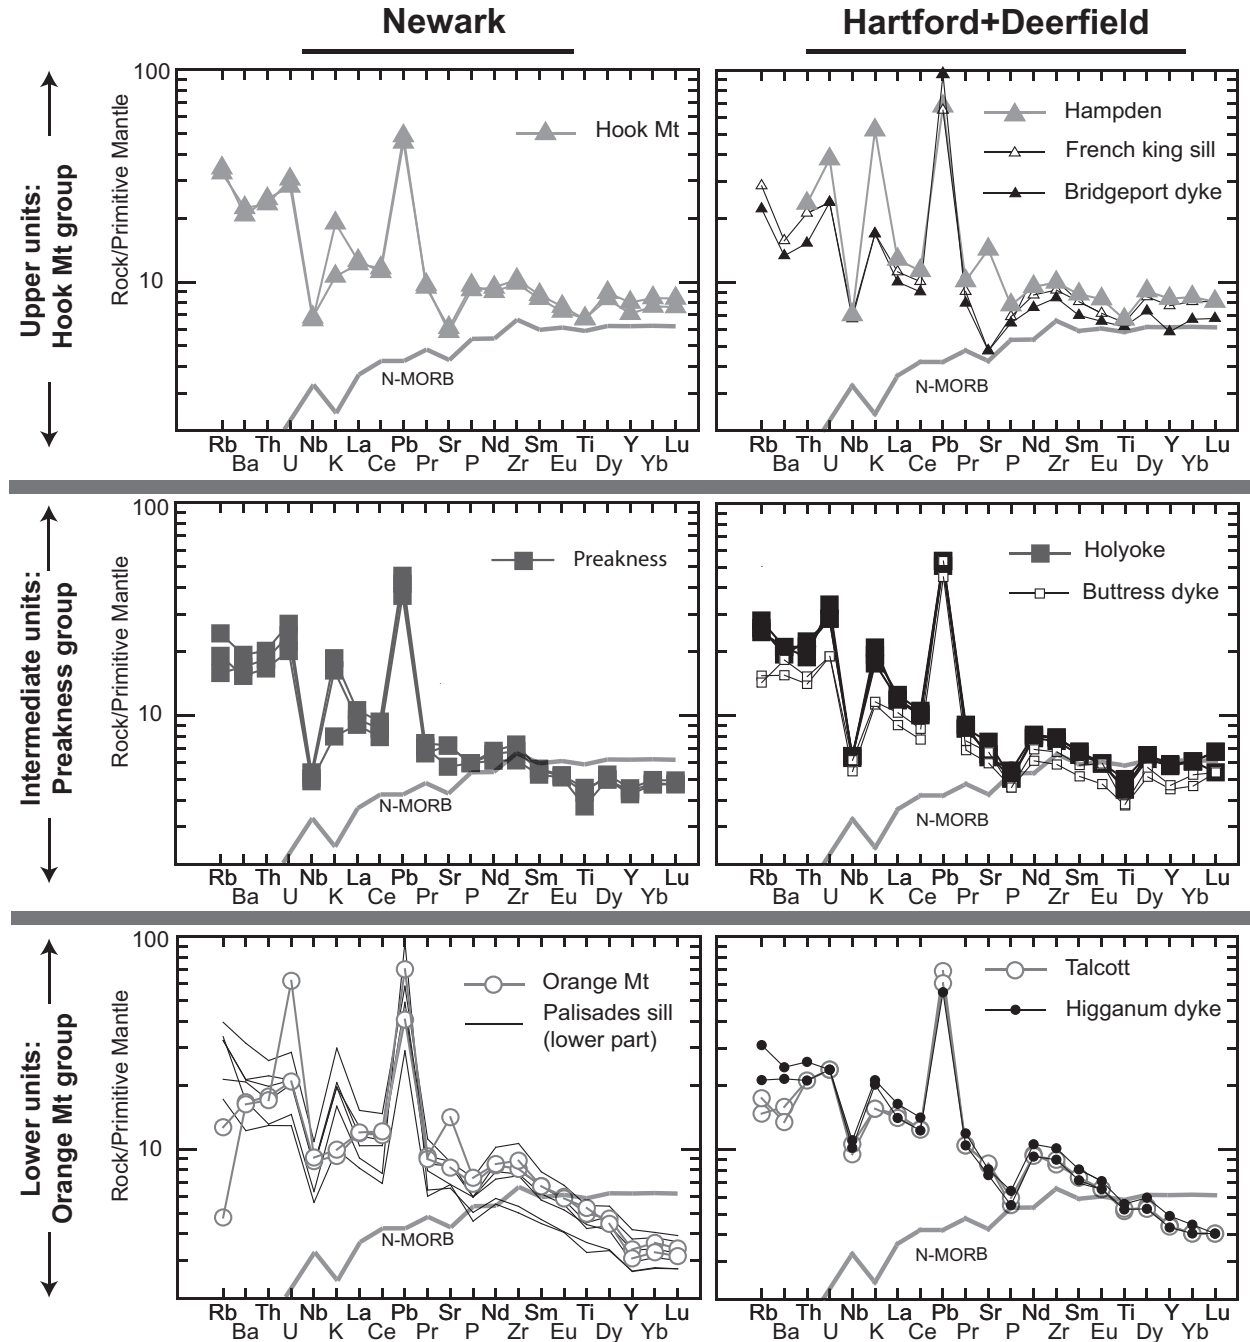 Newark
Hartford+Deerfield
Upper units:
Hook Mt group
Rock/Primitive Mantle
100
10
Hook Mt
N-MORB
Rb Th Nb La Pb Sr Nd Sm Ti Y Lu
Ba U K Ce Pr P Zr Eu Dy Yb
Hampden
French king sill
Bridgeport dyke
N-MORB
Rb Th Nb La Pb Sr Nd Sm Ti Y Lu
Ba U K Ce Pr P Zr Eu Dy Yb
Intermediate units:
Preakness group
Rock/Primitive Mantle
100
10
Preakness
N-MORB
Rb Th Nb La Pb Sr Nd Sm Ti Y Lu
Ba U K Ce Pr P Zr Eu Dy Yb
Holyoke
Buttress dyke
N-MORB
Rb Th Nb La Pb Sr Nd Sm Ti Y Lu
Ba U K Ce Pr P Zr Eu Dy Yb
Lower units:
Orange Mt group
Rock/Primitive Mantle
100
10
Orange Mt
Palisades sill
(lower part)
N-MORB
Rb Th Nb La Pb Sr Nd Sm Ti Y Lu
Ba U K Ce Pr P Zr Eu Dy Yb
Talcott
Higganum dyke
N-MORB
Rb Th Nb La Pb Sr Nd Sm Ti Y Lu
Ba U K Ce Pr P Zr Eu Dy Yb